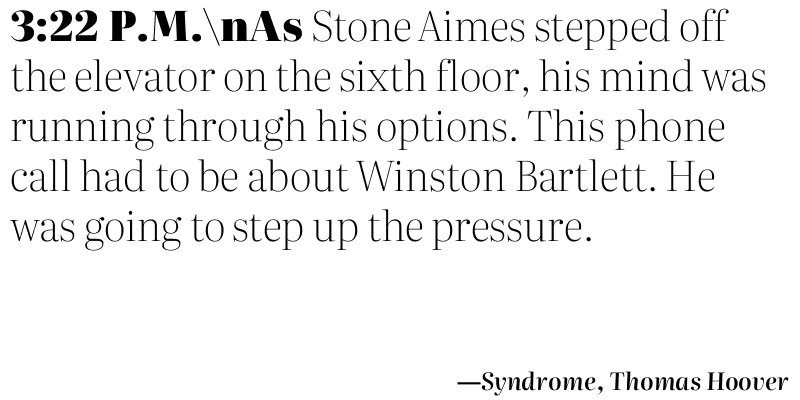 3:22 P.M.\nAs Stone Aimes stepped off
the elevator on the sixth floor, his mind was
running through his options. This phone
call had to be about Winston Bartlett. He
was going to step up the pressure.
—Syndrome, Thomas Hoover